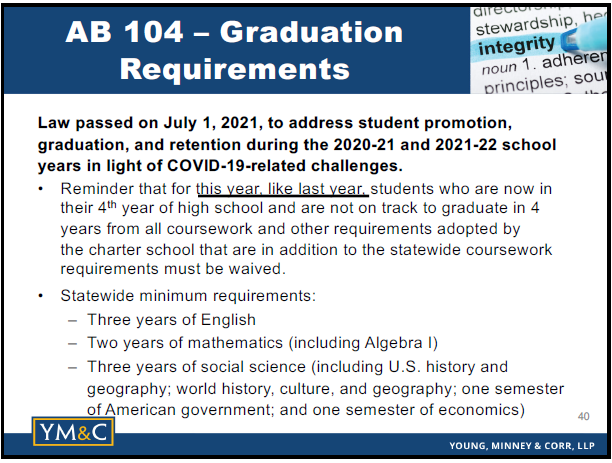 AB 104 – Graduation
Requirements
stewardship, he
integrity
noun 1. adheren
principles; sou
Law passed on July 1, 2021, to address student promotion,
graduation, and retention during the 2020-21 and 2021-22 school
years in light of COVID-19-related challenges.
• Reminder that for this year, like last year, students who are now in
their 4th year of high school and are not on track to graduate in 4
years from all coursework and other requirements adopted by
the charter school that are in addition to the statewide coursework
requirements must be waived.
• Statewide minimum requirements:
– Three years of English
– Two years of mathematics (including Algebra I)
– Three years of social science (including U.S. history and
geography; world history, culture, and geography; one semester
of American government; and one semester of economics)
40
YM&C
YOUNG, MINNEY & CORR, LLP